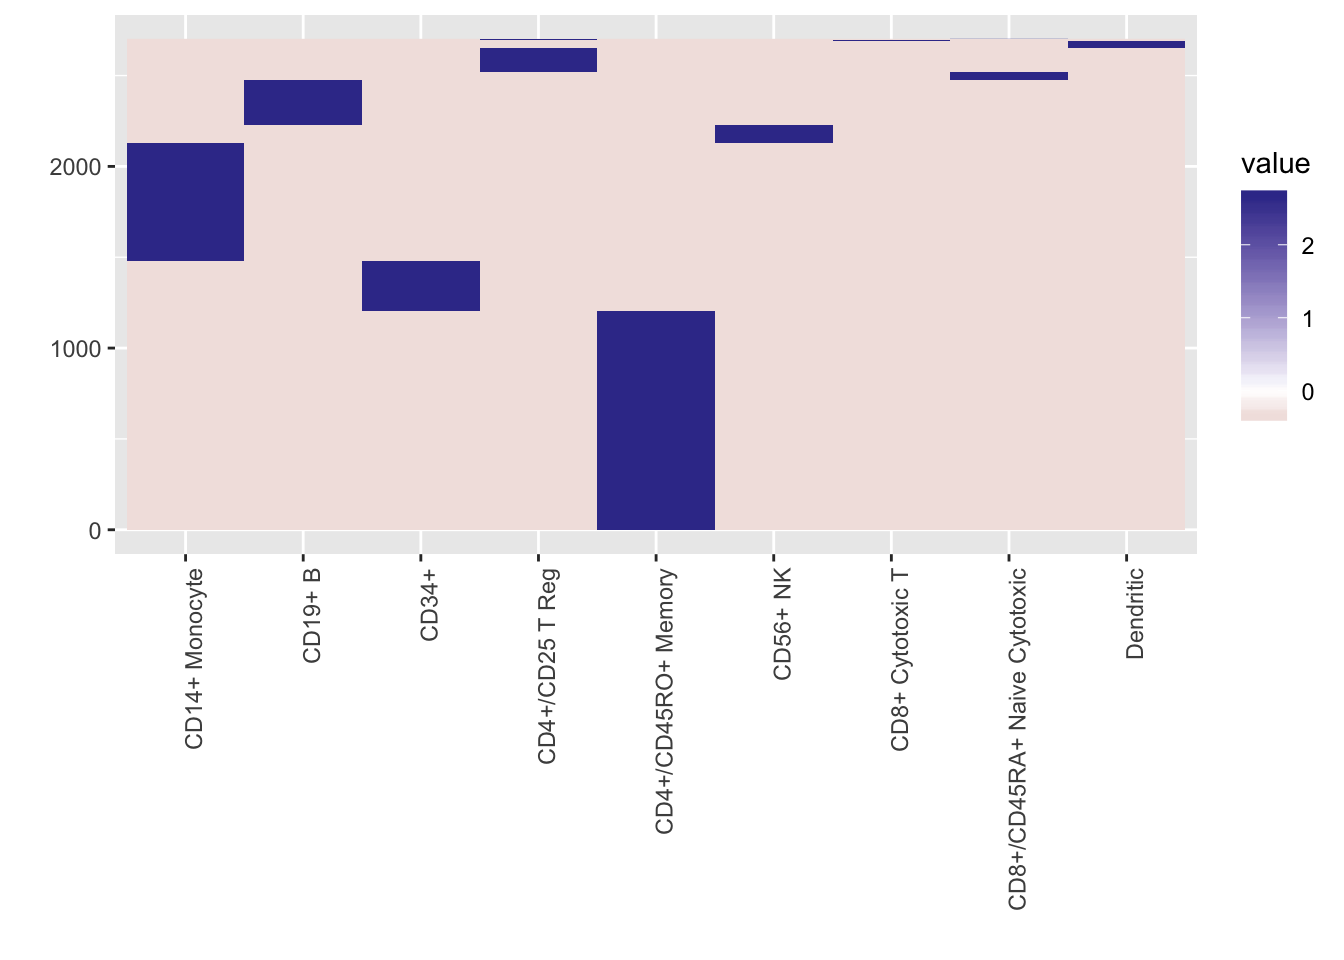 2000
1000
0
value
2
1
0
CD14+ Monocyte
CD19+ B
CD34+
CD4+/CD25 T Reg
CD4+/CD45RO+ Memory
CD56+ NK
CD8+ Cytotoxic T
CD8+/CD45RA+ Naive Cytotoxic
Dendritic